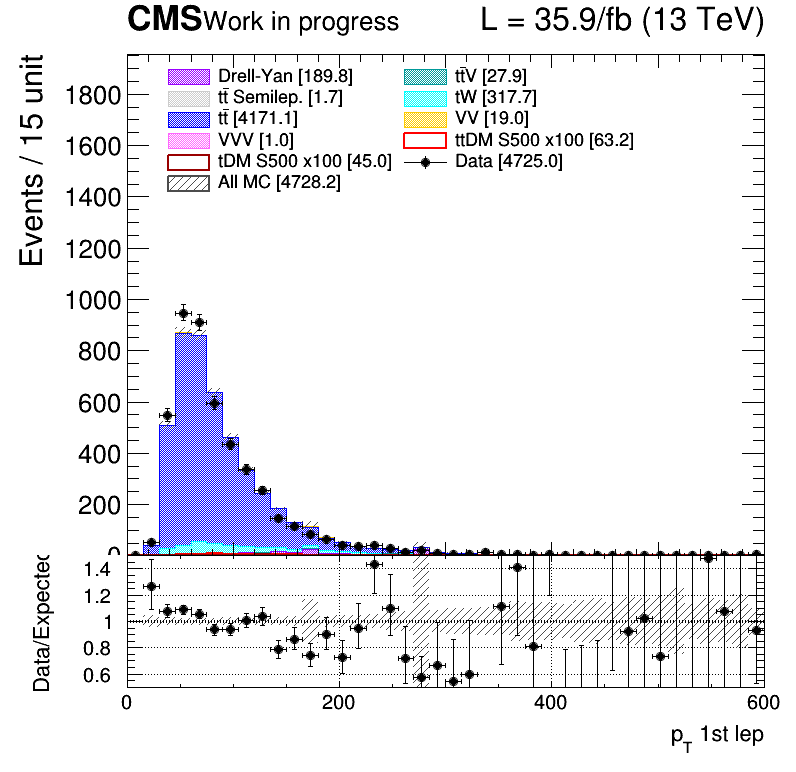 CMS Work in progress L = 35.9/fb (13 TeV)
Events / 15 unit
1800
1600
1400
1200
1000
800
600
400
200
0
Drell-Yan [189.8] tt̄V [27.9]
tt̄ Semilep. [1.7] tW [317.7]
tt̄ [4171.1] VV [19.0]
VVV [1.0] ttDM S500 x100 [63.2]
tDM S500 x100 [45.0] Data [4725.0]
All MC [4728.2]
Data/Expected
1.4
1.2
1
0.8
0.6
0 200 400 600
p_T 1st lep